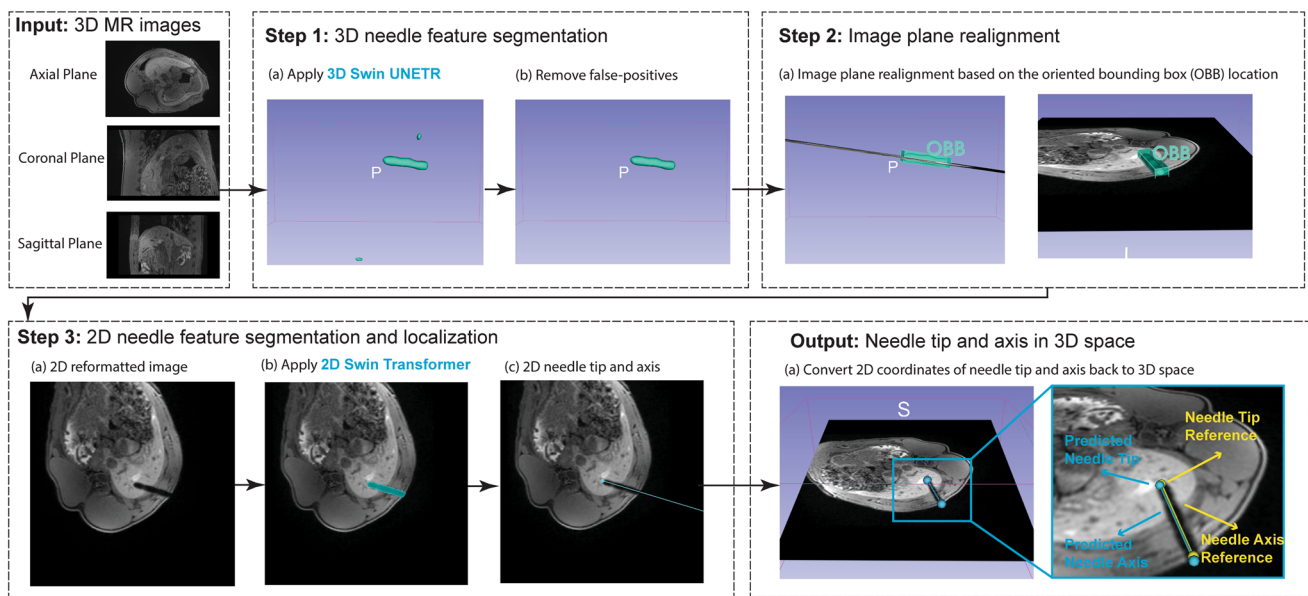 Input: 3D MR images
Axial Plane
Coronal Plane
Sagittal Plane
Step 1: 3D needle feature segmentation
(a) Apply 3D Swin UNETR
(b) Remove false-positives
P
P
Step 2: Image plane realignment
(a) Image plane realignment based on the oriented bounding box (OBB) location
OBB
P
OBB
Step 3: 2D needle feature segmentation and localization
(a) 2D reformatted image
(b) Apply 2D Swin Transformer
(c) 2D needle tip and axis
Output: Needle tip and axis in 3D space
(a) Convert 2D coordinates of needle tip and axis back to 3D space
S
Needle Tip
Reference
Predicted
Needle Tip
Needle Axis
Reference
Predicted
Needle Axis